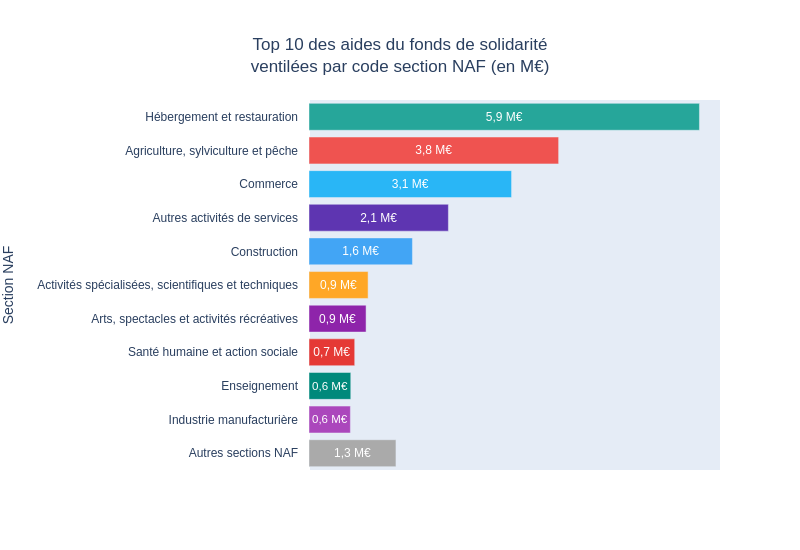 Top 10 des aides du fonds de solidarité
ventilées par code section NAF (en M€)
Section NAF
Hébergement et restauration 5,9 M€
Agriculture, sylviculture et pêche 3,8 M€
Commerce 3,1 M€
Autres activités de services 2,1 M€
Construction 1,6 M€
Activités spécialisées, scientifiques et techniques 0,9 M€
Arts, spectacles et activités récréatives 0,9 M€
Santé humaine et action sociale 0,7 M€
Enseignement 0,6 M€
Industrie manufacturière 0,6 M€
Autres sections NAF 1,3 M€